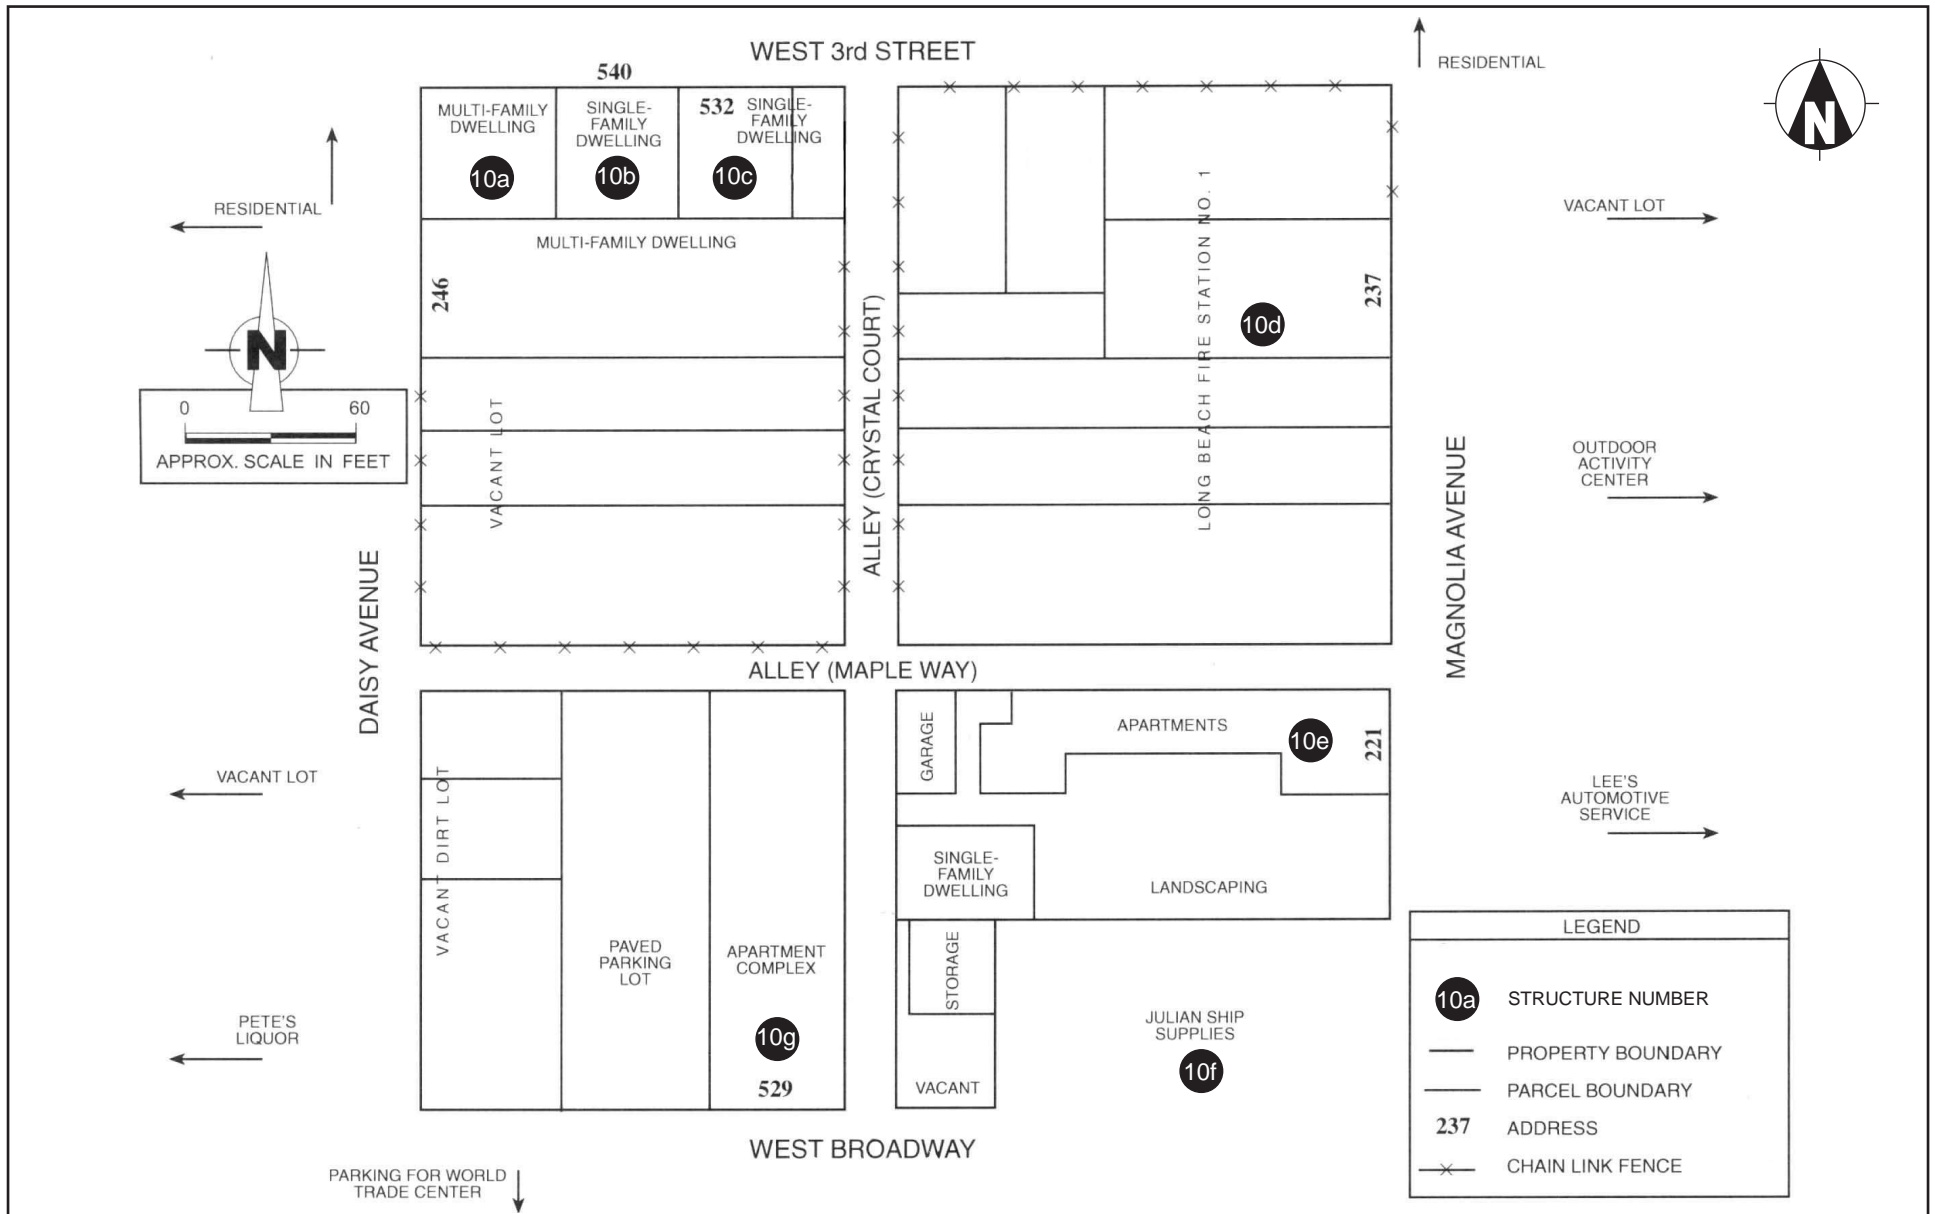 WEST 3rd STREET
RESIDENTIAL
N
540
MULTI-FAMILY
DWELLING
10a
SINGLE-
FAMILY
DWELLING
10b
532
SINGLE-
FAMILY
DWELLING
10c
RESIDENTIAL
MULTI-FAMILY DWELLING
246
VACANT LOT
N
0 60
APPROX. SCALE IN FEET
ALLEY (CRYSTAL COURT)
LONG BEACH FIRE STATION NO. 1
10d
237
VACANT LOT
OUTDOOR
ACTIVITY
CENTER
MAGNOLIA AVENUE
DAISY AVENUE
ALLEY (MAPLE WAY)
VACANT LOT
VACANT DIRT LOT
PAVED
PARKING
LOT
APARTMENT
COMPLEX
10g
529
GARAGE
APARTMENTS
10e
221
SINGLE-
FAMILY
DWELLING
LANDSCAPING
STORAGE
VACANT
JULIAN SHIP
SUPPLIES
10f
LEE'S
AUTOMOTIVE
SERVICE
PETE'S
LIQUOR
WEST BROADWAY
PARKING FOR WORLD
TRADE CENTER
LEGEND
10a STRUCTURE NUMBER
PROPERTY BOUNDARY
PARCEL BOUNDARY
237 ADDRESS
CHAIN LINK FENCE